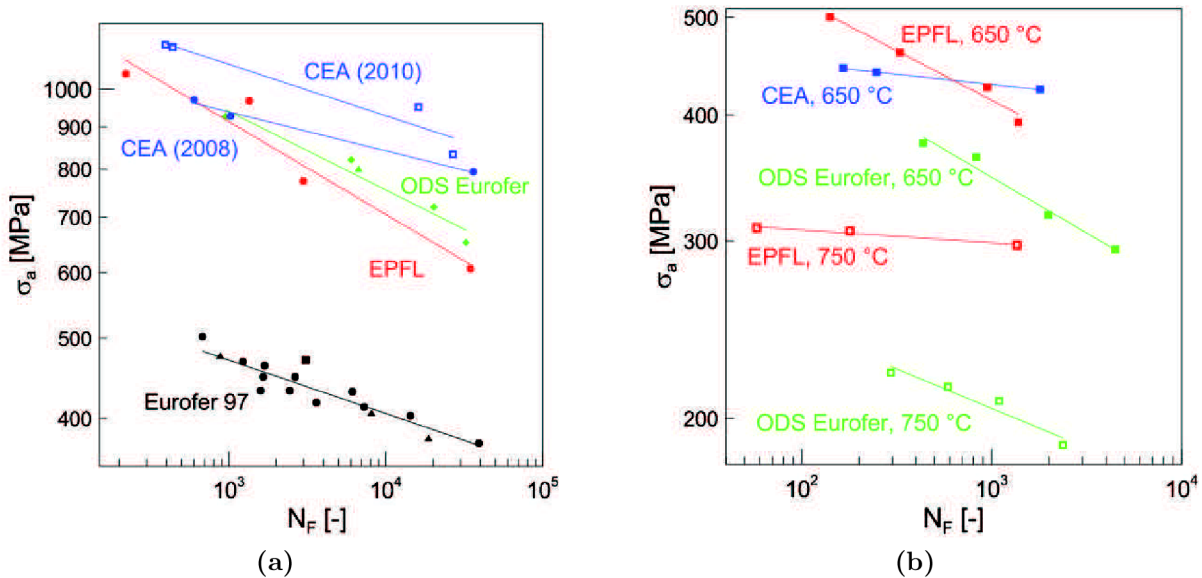 1000
900
800
700
600
500
400
σa [MPa]
CEA (2010)
CEA (2008)
ODS Eurofer
EPFL
Eurofer 97
10³ 10⁴ 10⁵
NF [-]
(a)
500
400
300
200
σa [MPa]
EPFL, 650 °C
CEA, 650 °C
ODS Eurofer, 650 °C
EPFL, 750 °C
ODS Eurofer, 750 °C
10² 10³ 10⁴
NF [-]
(b)